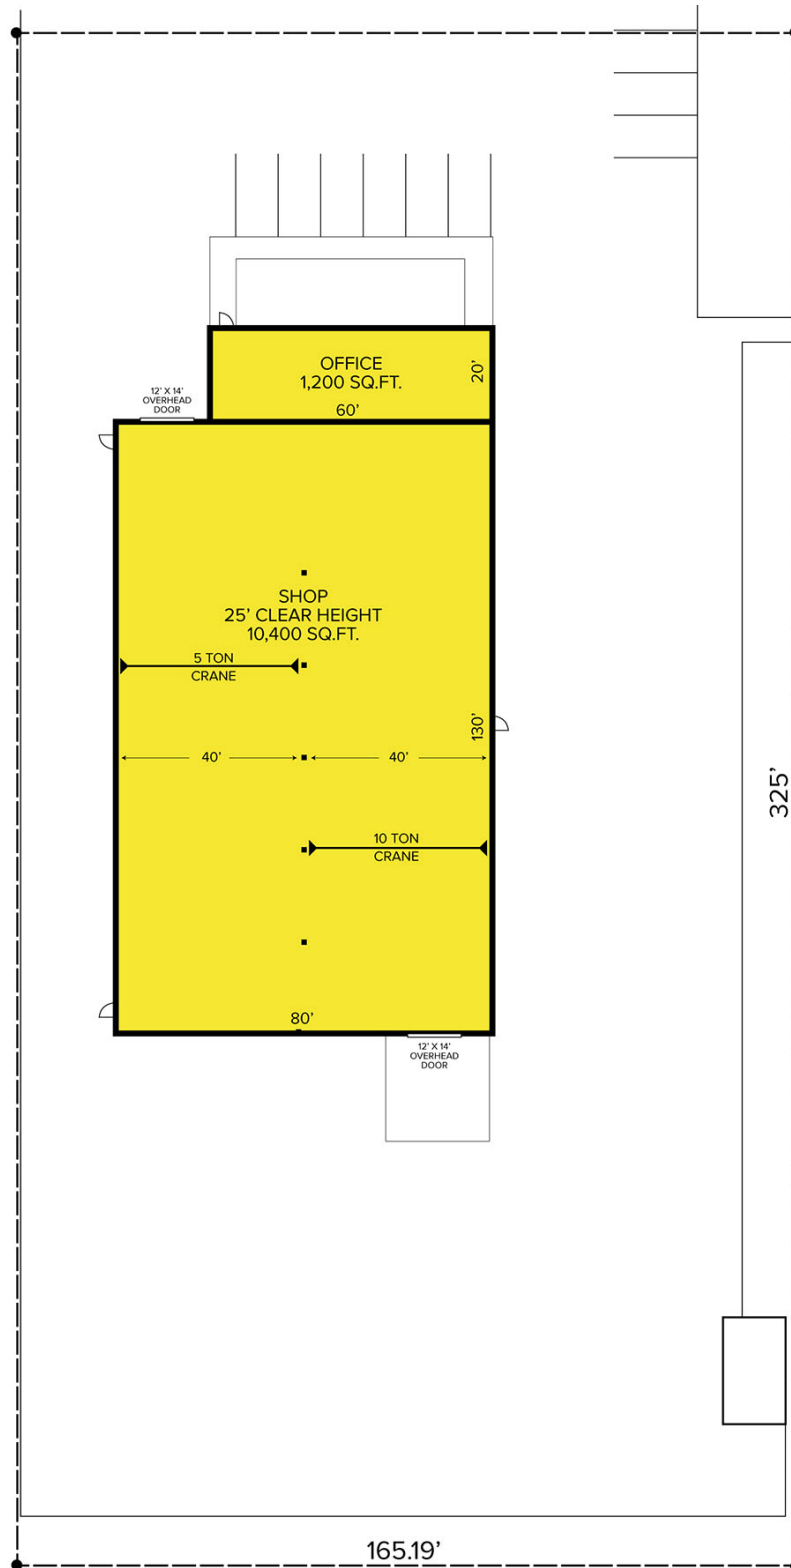 OFFICE
1,200 SQ.FT.
20'
60'
12' X 14'
OVERHEAD
DOOR
SHOP
25' CLEAR HEIGHT
10,400 SQ.FT.
5 TON
CRANE
130'
40'
40'
325'
10 TON
CRANE
80'
12' X 14'
OVERHEAD
DOOR
165.19'